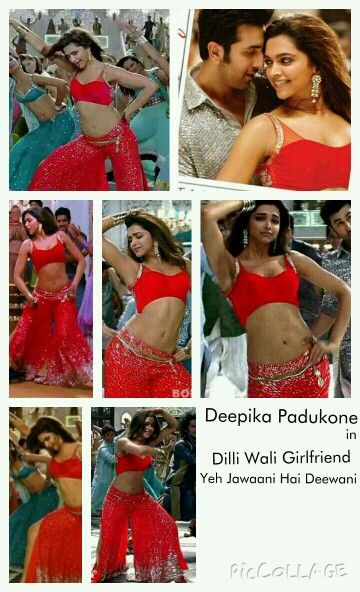 Deepika Padukone
in
Dilli Wali Girlfriend
Yeh Jawaani Hai Deewani
PicCOLLAGE